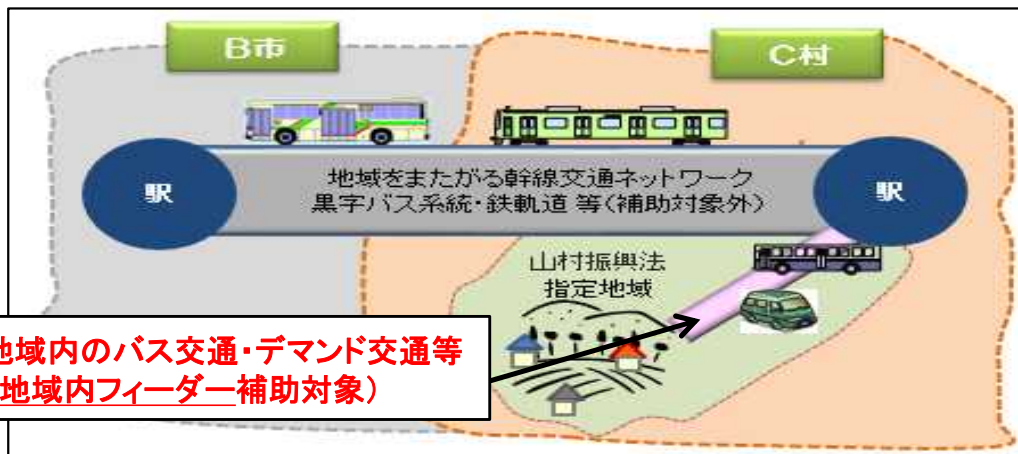 B市
C村
駅
地域をまたがる幹線交通ネットワーク
黒字バス系統・鉄軌道 等(補助対象外)
駅
山村振興法
指定地域
地域内のバス交通・デマンド交通等
地域内フィーダー補助対象)